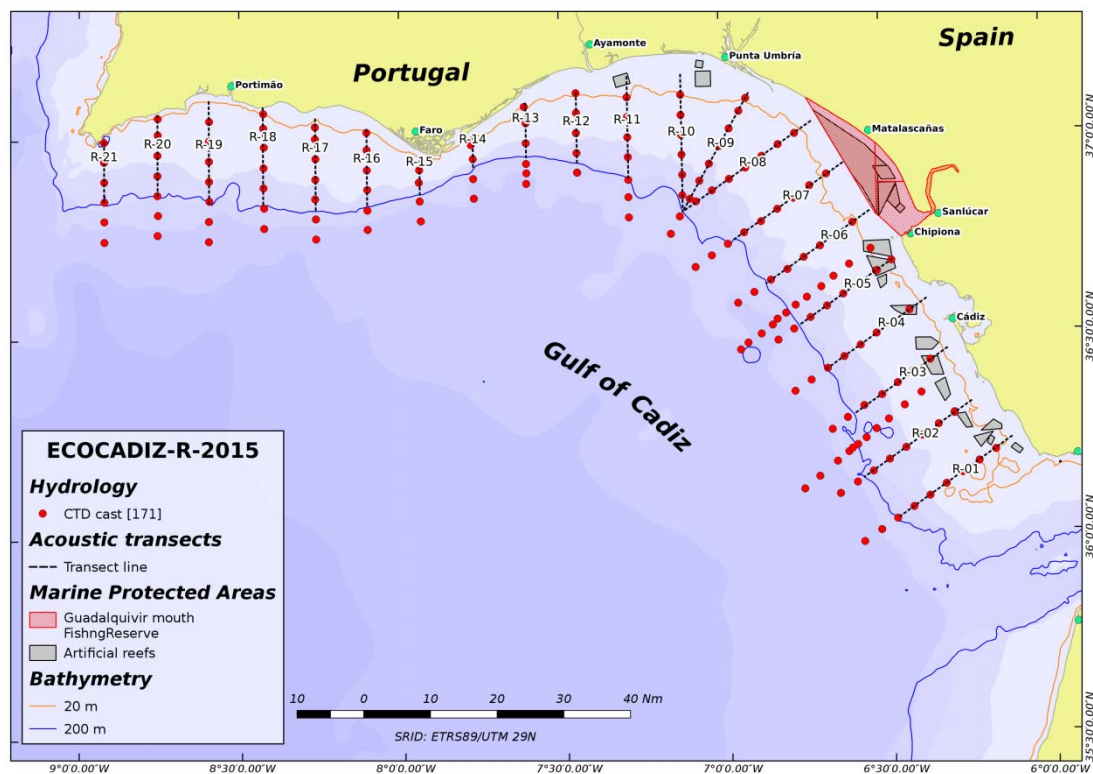 Spain
Portugal
Ayamonte
Punta Umbría
Portimão
Faro
Matalascañas
Sanlúcar
Chipiona
Cádiz
R-21
R-20
R-19
R-18
R-17
R-16
R-15
R-14
R-13
R-12
R-11
R-10
R-09
R-08
R-07
R-06
R-05
R-04
R-03
R-02
R-01
Gulf of Cadiz
37°0'0.00"N
36°30'0.00"N
36°0'0.00"N
35°30'0.00"N
ECOCADIZ-R-2015
Hydrology
CTD cast [171]
Acoustic transects
Transect line
Marine Protected Areas
Guadalquivir mouth
FishngReserve
Artificial reefs
Bathymetry
20 m
200 m
10 0 10 20 30 40 Nm
SRID: ETRS89/UTM 29N
9°0'0.00"W 8°30'0.00"W 8°0'0.00"W 7°30'0.00"W 7°0'0.00"W 6°30'0.00"W 6°0'0.00"W